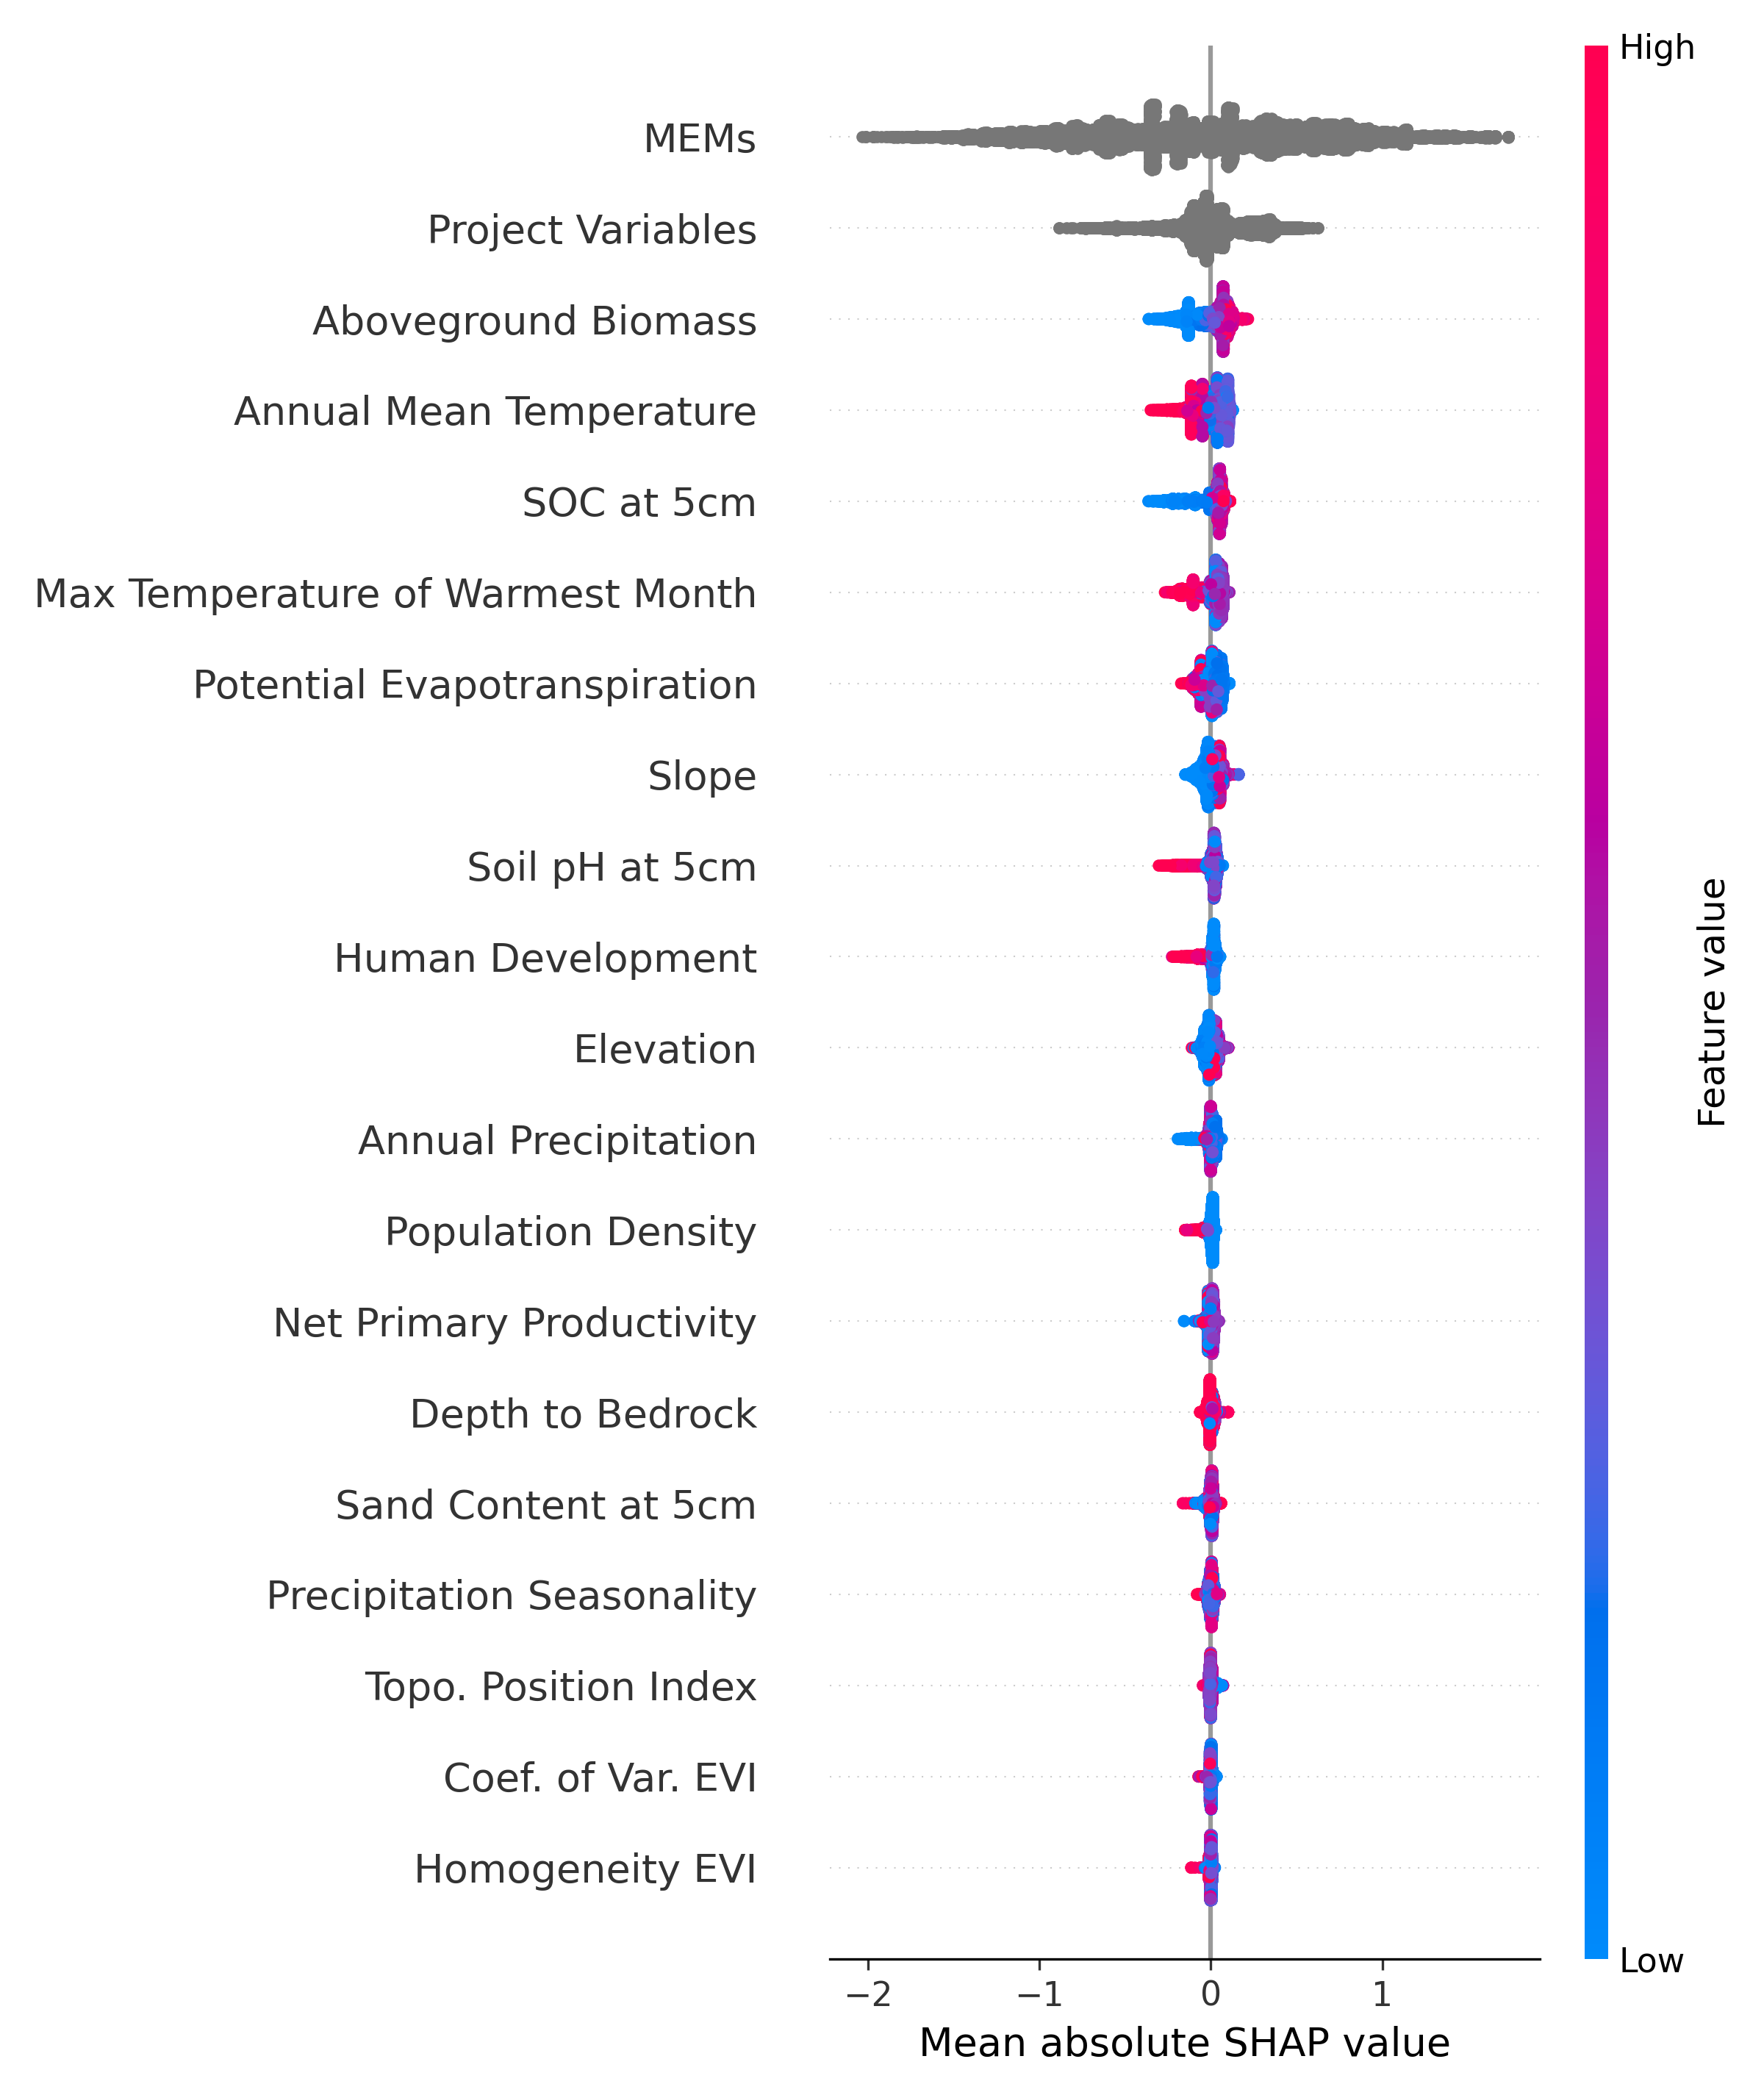 High
MEMs
Project Variables
Aboveground Biomass
Annual Mean Temperature
SOC at 5cm
Max Temperature of Warmest Month
Potential Evapotranspiration
Slope
Soil pH at 5cm
Human Development
Elevation
Annual Precipitation
Population Density
Net Primary Productivity
Depth to Bedrock
Sand Content at 5cm
Precipitation Seasonality
Topo. Position Index
Coef. of Var. EVI
Homogeneity EVI
Feature value
Low
−2 −1 0 1
Mean absolute SHAP value